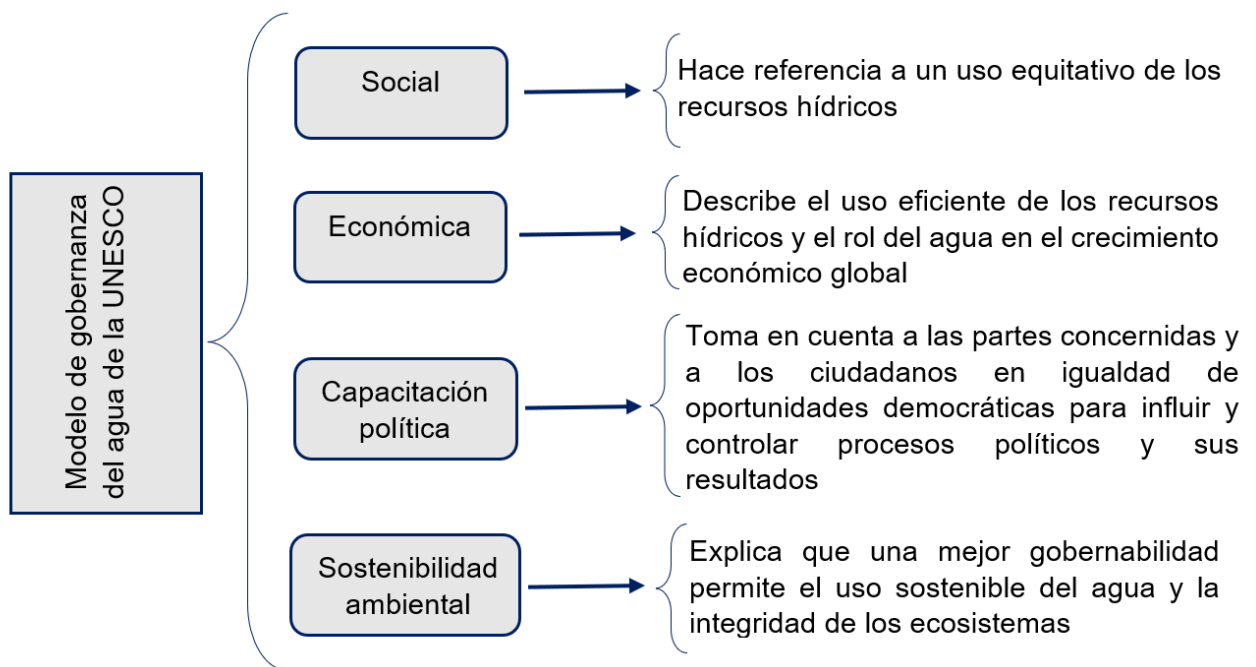 Modelo de gobernanza
del agua de la UNESCO
Social
Hace referencia a un uso equitativo de los
recursos hídricos
Económica
Describe el uso eficiente de los recursos
hídricos y el rol del agua en el crecimiento
económico global
Capacitación
política
Toma en cuenta a las partes concernidas y
a los ciudadanos en igualdad de
oportunidades democráticas para influir y
controlar procesos políticos y sus
resultados
Sostenibilidad
ambiental
Explica que una mejor gobernabilidad
permite el uso sostenible del agua y la
integridad de los ecosistemas